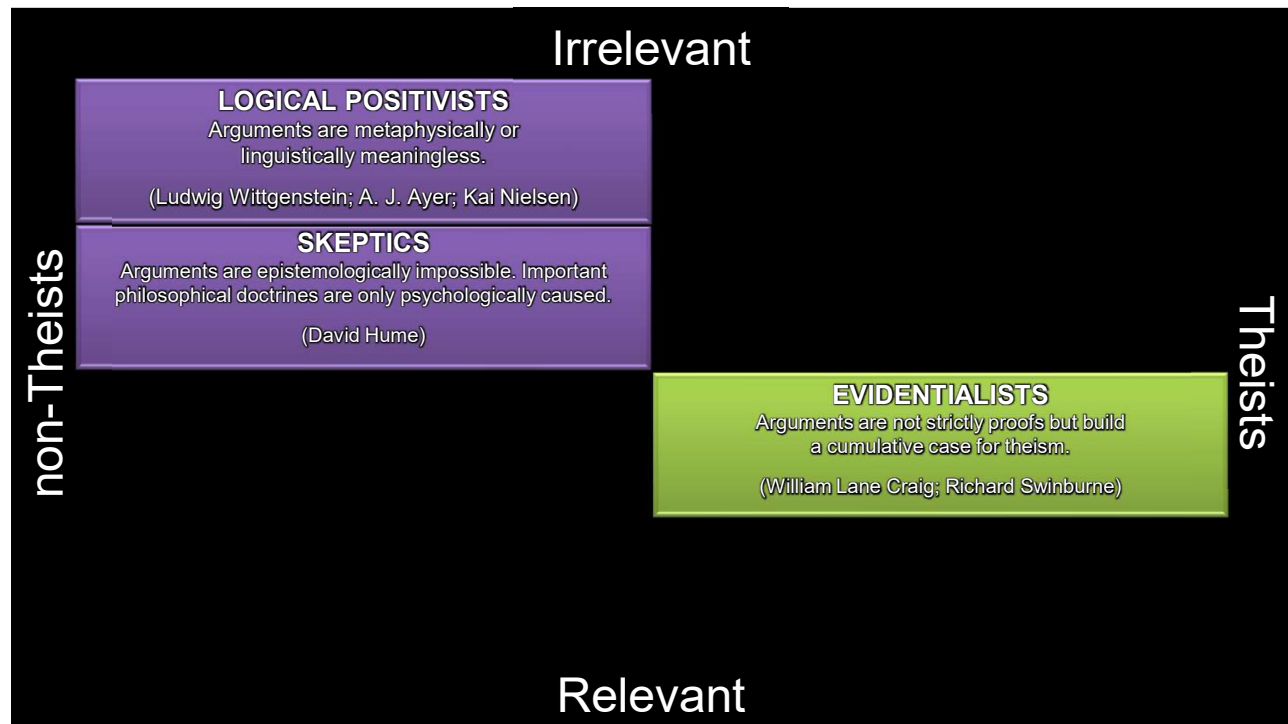 Irrelevant
LOGICAL POSITIVISTS
Arguments are metaphysically or
linguistically meaningless.
(Ludwig Wittgenstein; A. J. Ayer; Kai Nielsen)
SKEPTICS
Arguments are epistemologically impossible. Important
philosophical doctrines are only psychologically caused.
(David Hume)
non-Theists
Theists
EVIDENTIALISTS
Arguments are not strictly proofs but build
a cumulative case for theism.
(William Lane Craig; Richard Swinburne)
Relevant